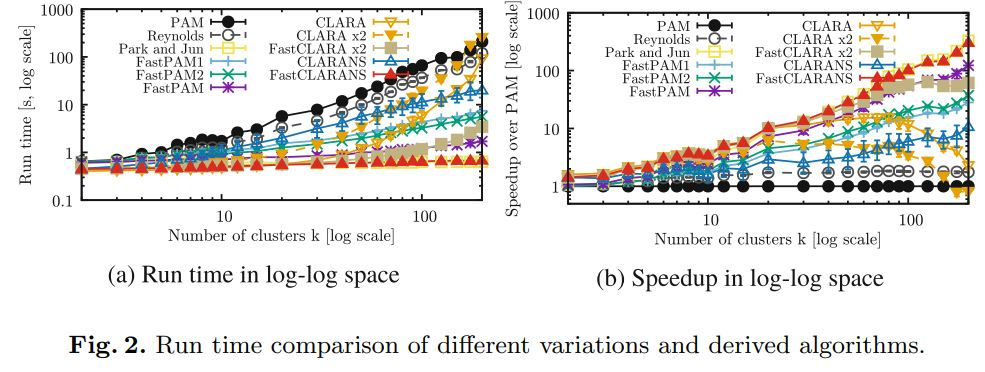 1000
100
10
1
0.1
Run time [s, log scale]
PAM
Reynolds
Park and Jun
FastPAM1
FastPAM2
FastPAM
CLARA
CLARA x2
FastCLARA x2
CLARANS
FastCLARANS
10
100
Number of clusters k [log scale]
(a) Run time in log-log space
1000
100
10
1
Speedup over PAM [log scale]
PAM
Reynolds
Park and Jun
FastPAM1
FastPAM2
FastPAM
CLARA
CLARA x2
FastCLARA x2
CLARANS
FastCLARANS
10
100
Number of clusters k [log scale]
(b) Speedup in log-log space
Fig. 2. Run time comparison of different variations and derived algorithms.